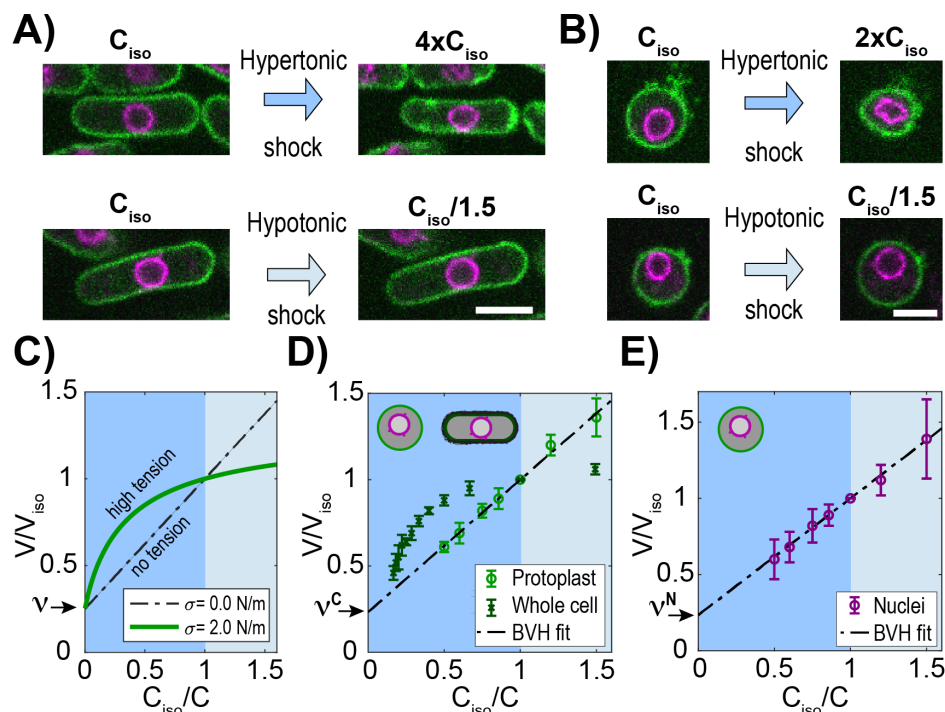 A)
C_iso
Hypertonic
shock
4xC_iso
C_iso
Hypotonic
shock
C_iso/1.5
B)
C_iso
Hypertonic
shock
2xC_iso
C_iso
Hypotonic
shock
C_iso/1.5
C)
1.5
1
0.5
0
V/V_iso
ν
high tension
no tension
σ= 0.0 N/m
σ= 2.0 N/m
0 0.5 1 1.5
C_iso/C
D)
1.5
1
0.5
0
V/V_iso
ν^C
Protoplast
Whole cell
BVH fit
0 0.5 1 1.5
C_iso/C
E)
1.5
1
0.5
0
V/V_iso
ν^N
Nuclei
BVH fit
0 0.5 1 1.5
C_iso/C